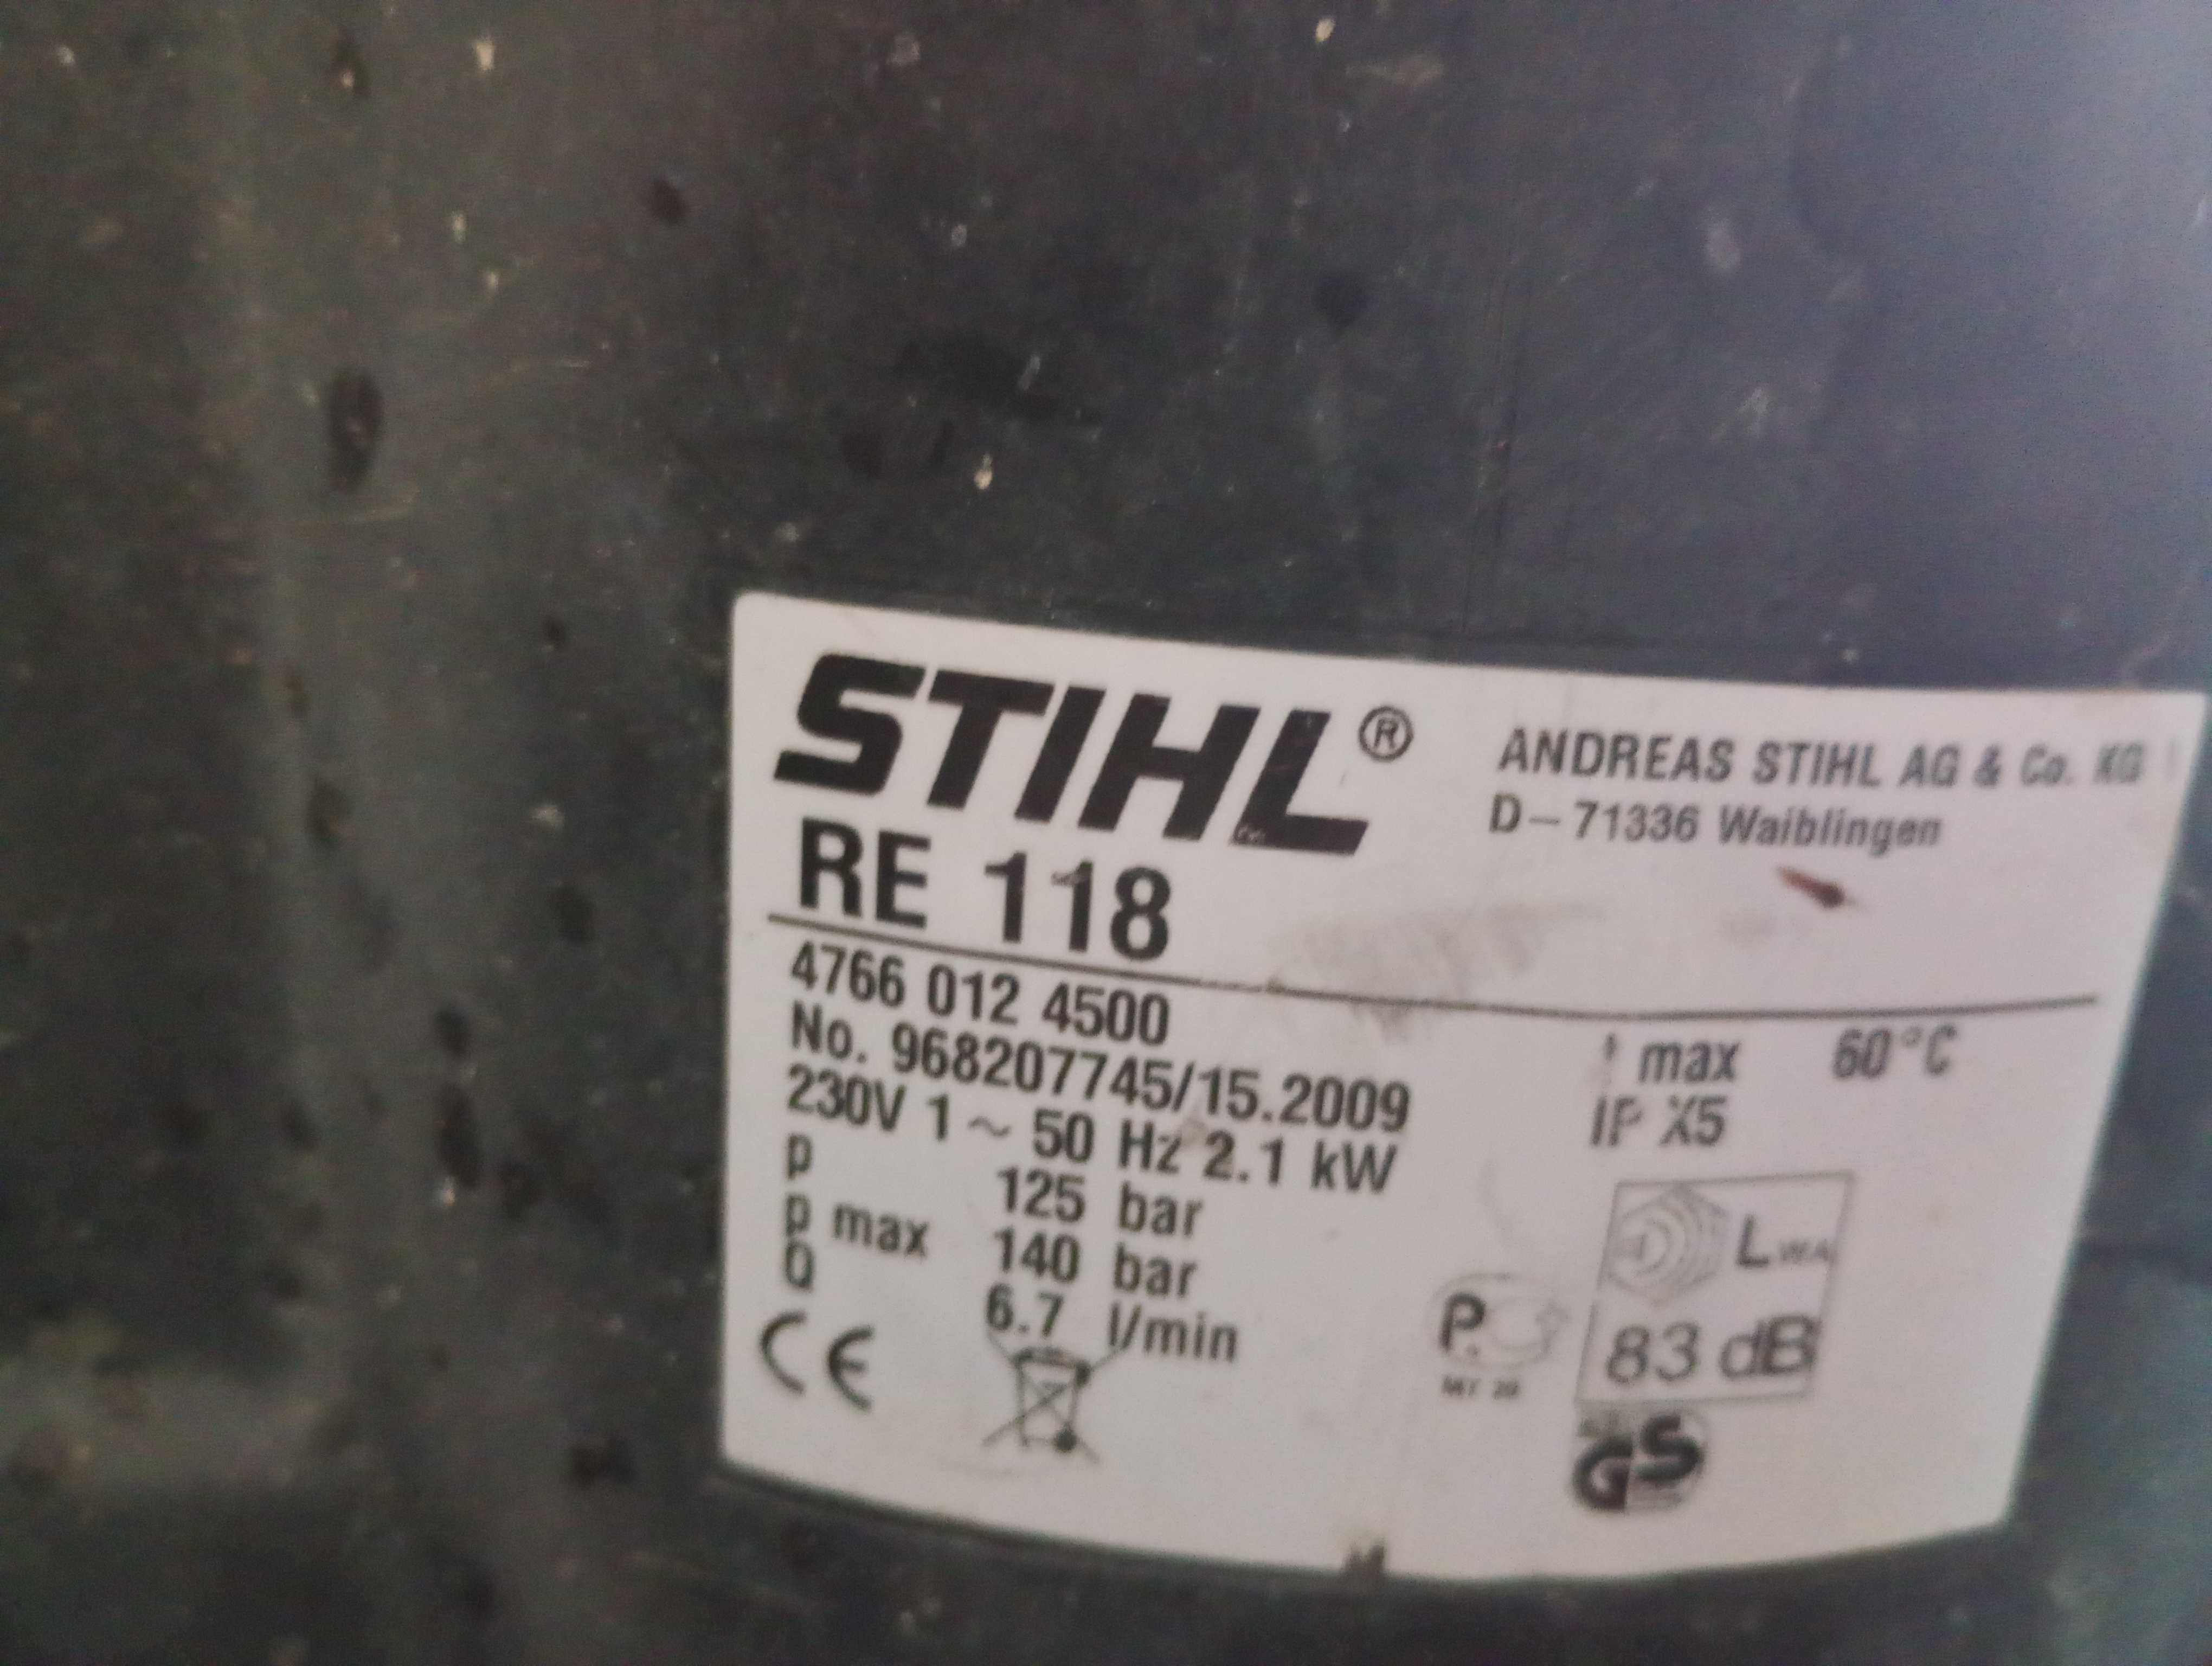 STIHL®
ANDREAS STIHL AG & Co. KG
D-71336 Waiblingen
RE 118
4766 012 4500
No. 968207745/15.2009
230V 1 ~ 50 Hz 2.1 kW
p 125 bar
p max 140 bar
Q 6.7 l/min
t max 60°C
IP X5
LWA
83 dB
CE
GS